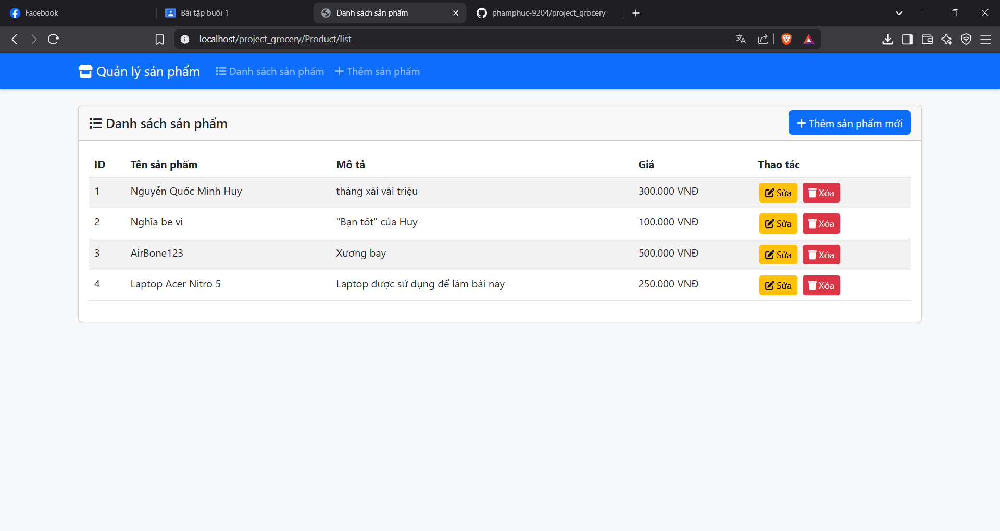 Facebook
Bài tập buổi 1
Danh sách sản phẩm
phamphuc-9204/project_grocery
localhost/project_grocery/Product/list
Quản lý sản phẩm
Danh sách sản phẩm
Thêm sản phẩm
Danh sách sản phẩm
Thêm sản phẩm mới
ID Tên sản phẩm Mô tả Giá Thao tác
1 Nguyễn Quốc Minh Huy tháng xài vài triệu 300.000 VNĐ Sửa Xóa
2 Nghĩa be vi "Bạn tốt" của Huy 100.000 VNĐ Sửa Xóa
3 AirBone123 Xương bay 500.000 VNĐ Sửa Xóa
4 Laptop Acer Nitro 5 Laptop được sử dụng để làm bài này 250.000 VNĐ Sửa Xóa